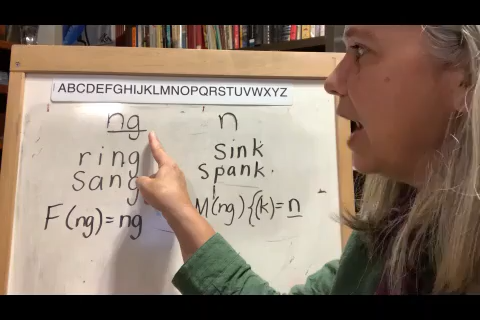 ABCDEFGHIJKLMNOPQRSTUVWXYZ
ng n
ring sink
sang spank.
F(ng)=ng M(ng){(k)=n